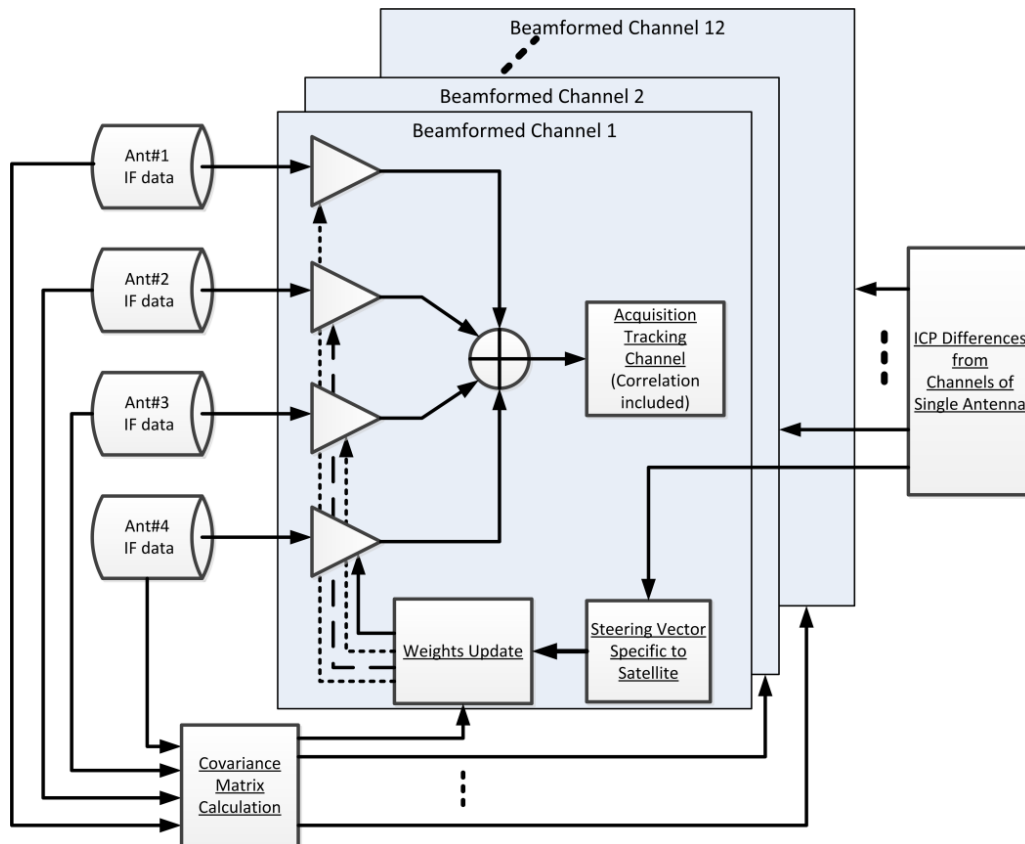 Beamformed Channel 12
Beamformed Channel 2
Beamformed Channel 1
Ant#1
IF data
Ant#2
IF data
Ant#3
IF data
Ant#4
IF data
Acquisition
Tracking
Channel
(Correlation
included)
ICP Differences
from
Channels of
Single Antenna
Weights Update
Steering Vector
Specific to
Satellite
Covariance
Matrix
Calculation